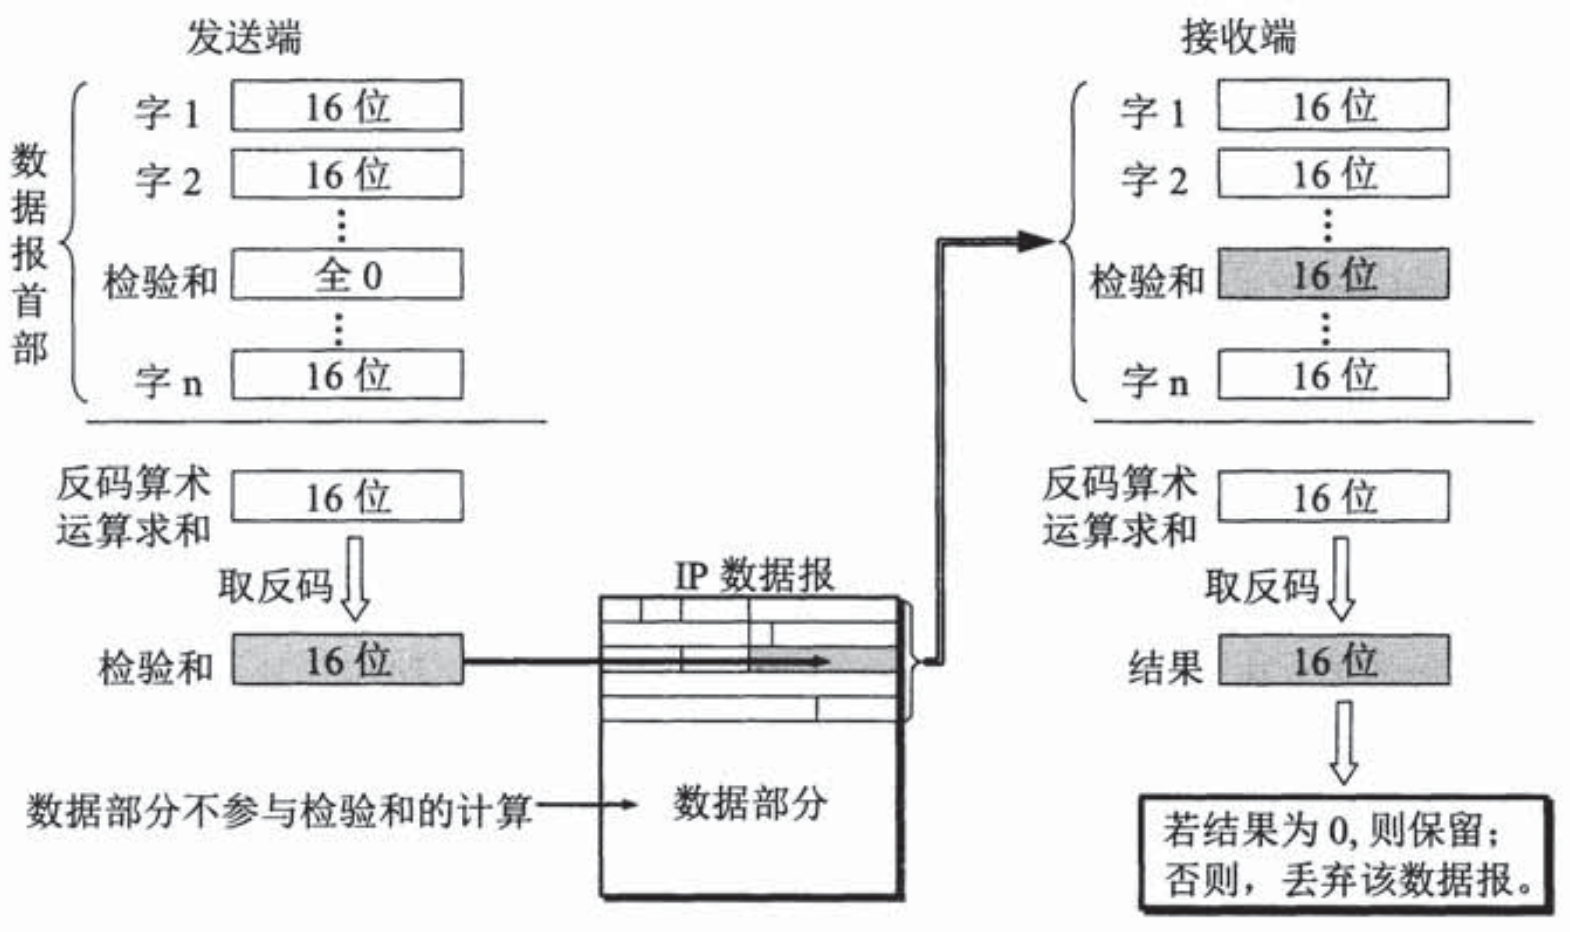 发送端
数据报首部
字 1 16 位
字 2 16 位
检验和 全 0
字 n 16 位
反码算术
运算求和
16 位
取反码
检验和 16 位
数据部分不参与检验和的计算
IP 数据报
数据部分
接收端
字 1 16 位
字 2 16 位
检验和 16 位
字 n 16 位
反码算术
运算求和
16 位
取反码
结果 16 位
若结果为 0, 则保留；
否则，丢弃该数据报。